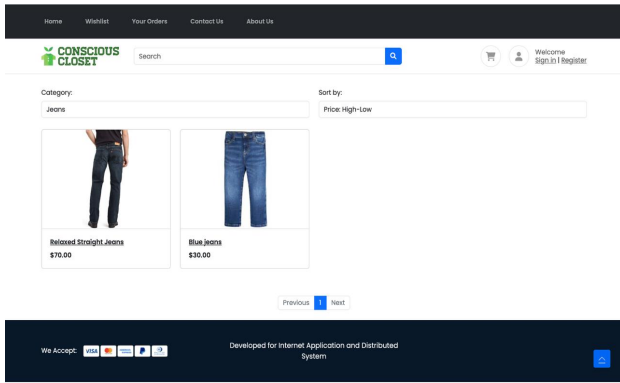 Home Wishlist Your Orders Contact Us About Us
CONSCIOUS
CLOSET
Search
Welcome
Sign in | Register
Category: Sort by:
Jeans Price: High-Low
Relaxed Straight Jeans Blue jeans
$70.00 $30.00
Previous 1 Next
We Accept: VISA
Developed for Internet Application and Distributed
System